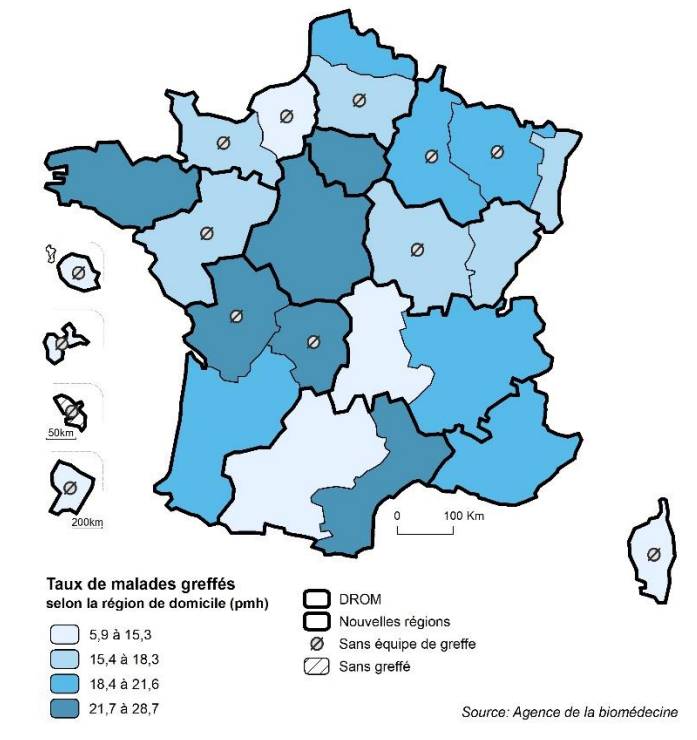 50km
200km
0 100 Km
Taux de malades greffés
selon la région de domicile (pmh)
5,9 à 15,3
15,4 à 18,3
18,4 à 21,6
21,7 à 28,7
DROM
Nouvelles régions
Sans équipe de greffe
Sans greffé
Source: Agence de la biomédecine